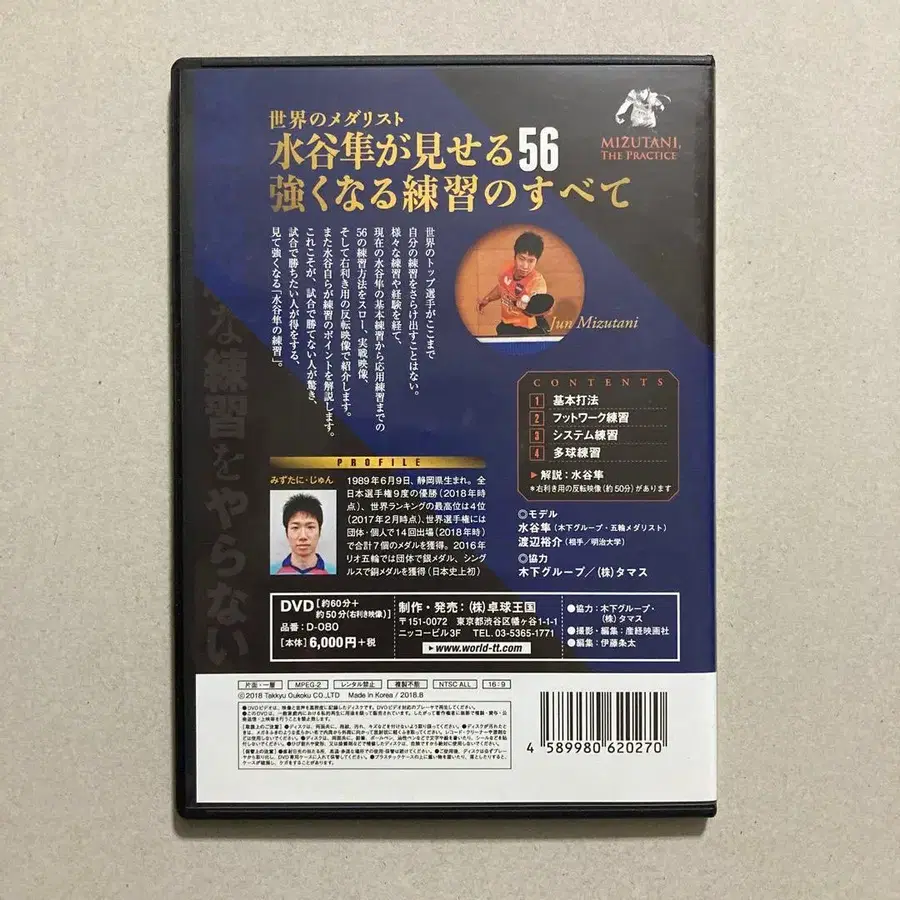 世界のメダリスト
水谷隼が見せる56
強くなる練習のすべて
MIZUTANI,
THE PRACTICE
世界のトップ選手がここまで
自分の練習をさらけ出すことはない。
様々な練習や経験を経て、
現在の水谷隼の基本練習から応用練習までの
56の練習方法をスロー、実戦映像、
そして右利き用の反転映像で紹介します。
また水谷自らが練習のポイントを解説します。
これこそが、試合で勝てない人が驚き、
試合で勝ちたい人が得をする、
見て強くなる「水谷隼の練習」。
Jun Mizutani
な練習をやらない
CONTENTS
1 基本打法
2 フットワーク練習
3 システム練習
4 多球練習
▶解説:水谷隼
*右利き用の反転映像(約50分)があります
PROFILE
みずたに・じゅん
1989年6月9日、静岡県生まれ。全
日本選手権9度の優勝(2018年時
点)、世界ランキングの最高位は4位
(2017年2月時点)、世界選手権には
団体・個人で14回出場(2018年時)
で合計7個のメダルを獲得。2016年
リオ五輪では団体で銀メダル、シング
ルスで銅メダルを獲得(日本史上初)
◎モデル
水谷隼(木下グループ・五輪メダリスト)
渡辺裕介(相手/明治大学)
◎協力
木下グループ/(株)タマス
DVD[約60分+
約50分(右利き映像)]
品番:D-080
[本体]6,000円+税
制作・発売:(株)卓球王国
〒151-0072 東京都渋谷区幡ヶ谷1-1-1
ニッコービル3F TEL. 03-5365-1771
▶www.world-tt.com
●協力:木下グループ・
(株)タマス
●撮影・編集:産経映画社
●編集:伊藤条太
片面・一層 MPEG-2 レンタル禁止 複製不能 NTSC ALL 16:9
©2018 Takkyu Oukoku CO.,LTD Made in Korea / 2018.8
4 589980 620270